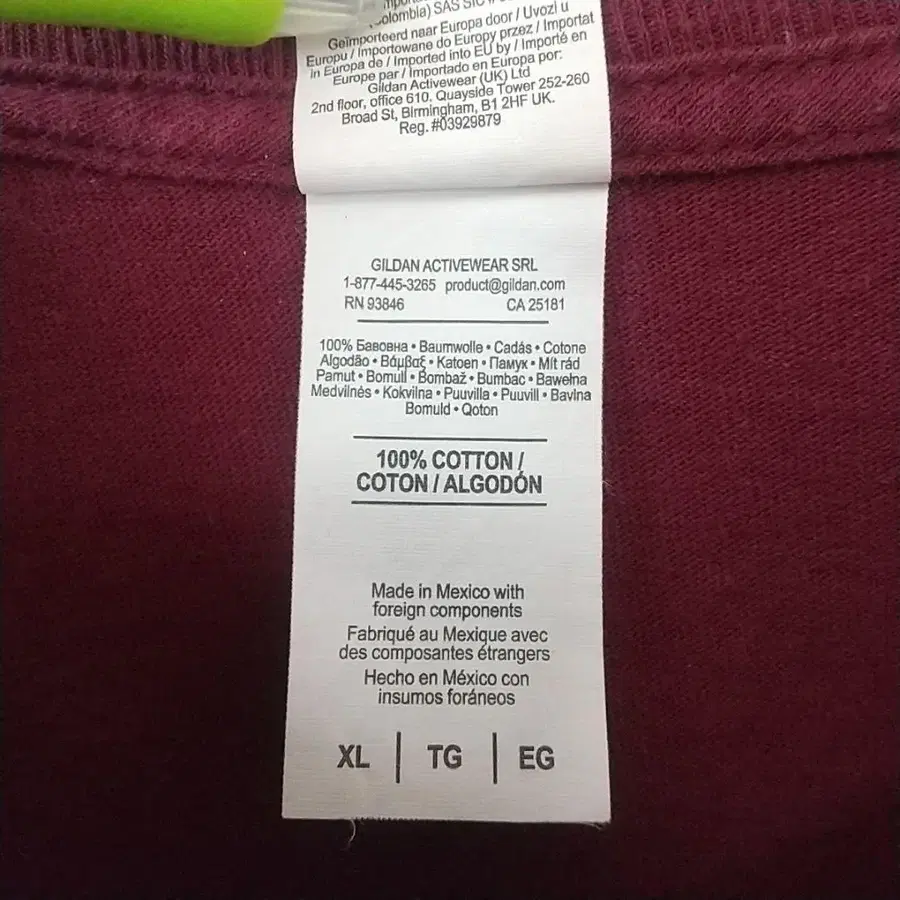 olombia) SAS SIC
Geïmporteerd naar Europa door / Uvozl u
Europu / Importowane do Europy przez / Importat
in Europa de / Imported into EU by / Importé en
Europe par / Importado en Europa por:
Gildan Activewear (UK) Ltd
2nd floor, office 610. Quayside Tower 252-260
Broad St, Birmingham, B1 2HF UK.
Reg. #03929879
GILDAN ACTIVEWEAR SRL
1-877-445-3265 product@gildan.com
RN 93846 CA 25181
100% Бавовна • Baumwolle • Cadás • Cotone
Algodão • Βάμβαξ • Katoen • Памук • Mít rád
Pamut • Bomull • Bombaž • Bumbac • Bawełna
Medvilnės • Kokvilna • Puuvilla • Puuvill • Bavlna
Bomuld • Qoton
100% COTTON /
COTON / ALGODÓN
Made in Mexico with
foreign components
Fabriqué au Mexique avec
des composantes étrangers
Hecho en México con
insumos foráneos
XL | TG | EG